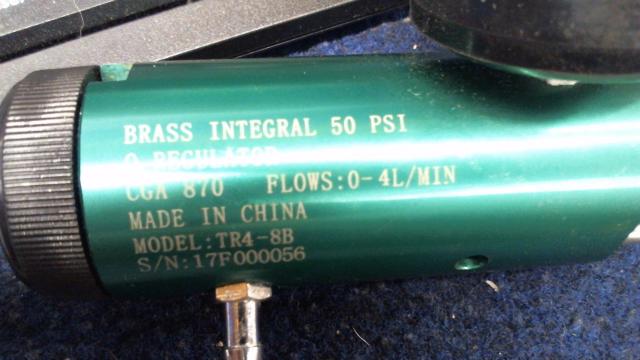 BRASS INTEGRAL 50 PSI
O REGULATOR
CGA 870 FLOWS:0-4L/MIN
MADE IN CHINA
MODEL:TR4-8B
S/N:17F000056